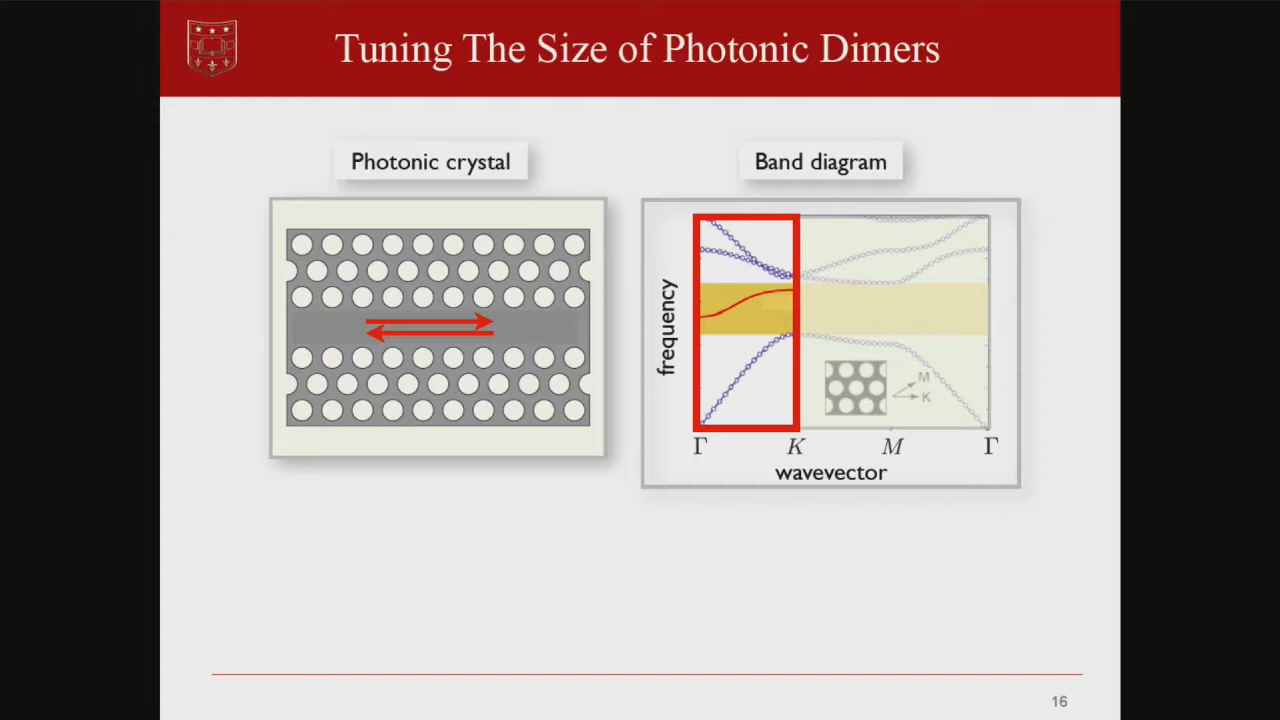 Tuning The Size of Photonic Dimers
Photonic crystal
Band diagram
frequency
M
K
Γ K M Γ
wavevector
16